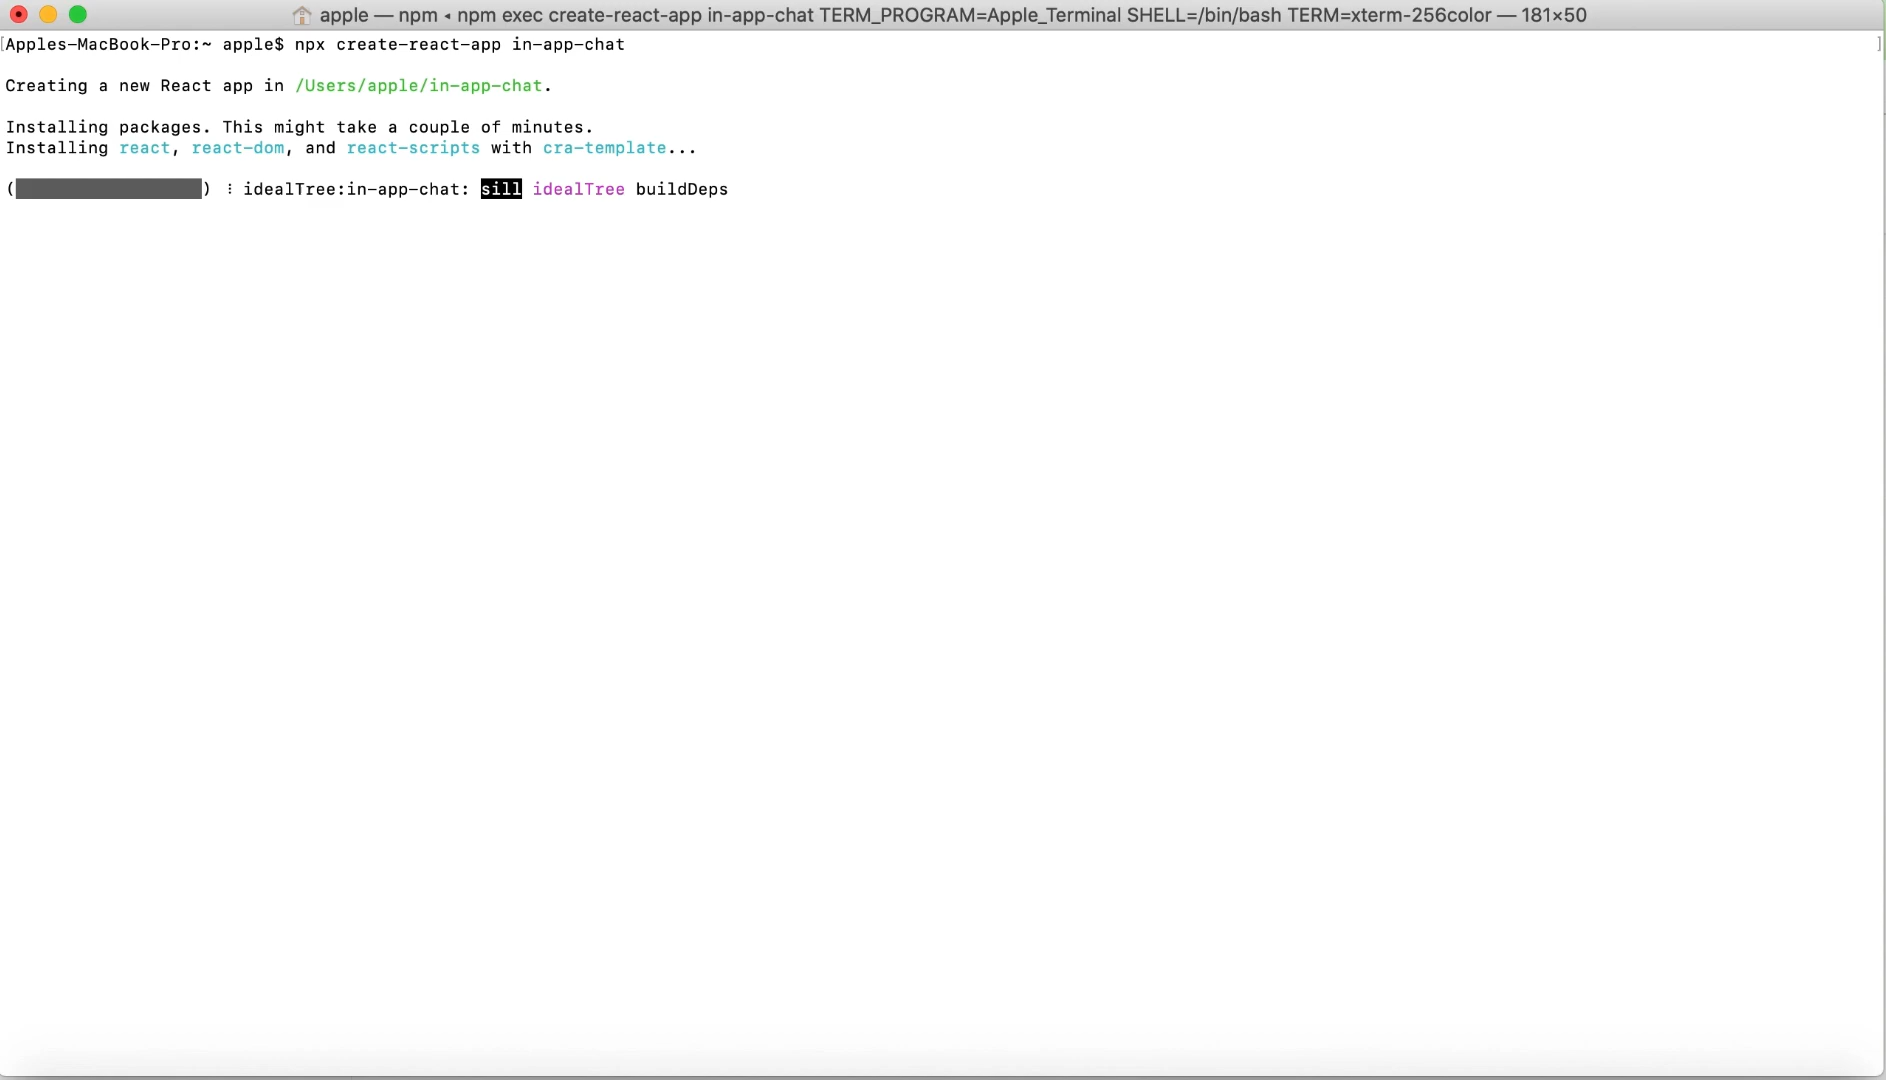 apple — npm ◂ npm exec create-react-app in-app-chat TERM_PROGRAM=Apple_Terminal SHELL=/bin/bash TERM=xterm-256color — 181×50
[Apples-MacBook-Pro:~ apple$ npx create-react-app in-app-chat ]
Creating a new React app in /Users/apple/in-app-chat.
Installing packages. This might take a couple of minutes.
Installing react, react-dom, and react-scripts with cra-template...
( ) ⠸ idealTree:in-app-chat: sill idealTree buildDeps